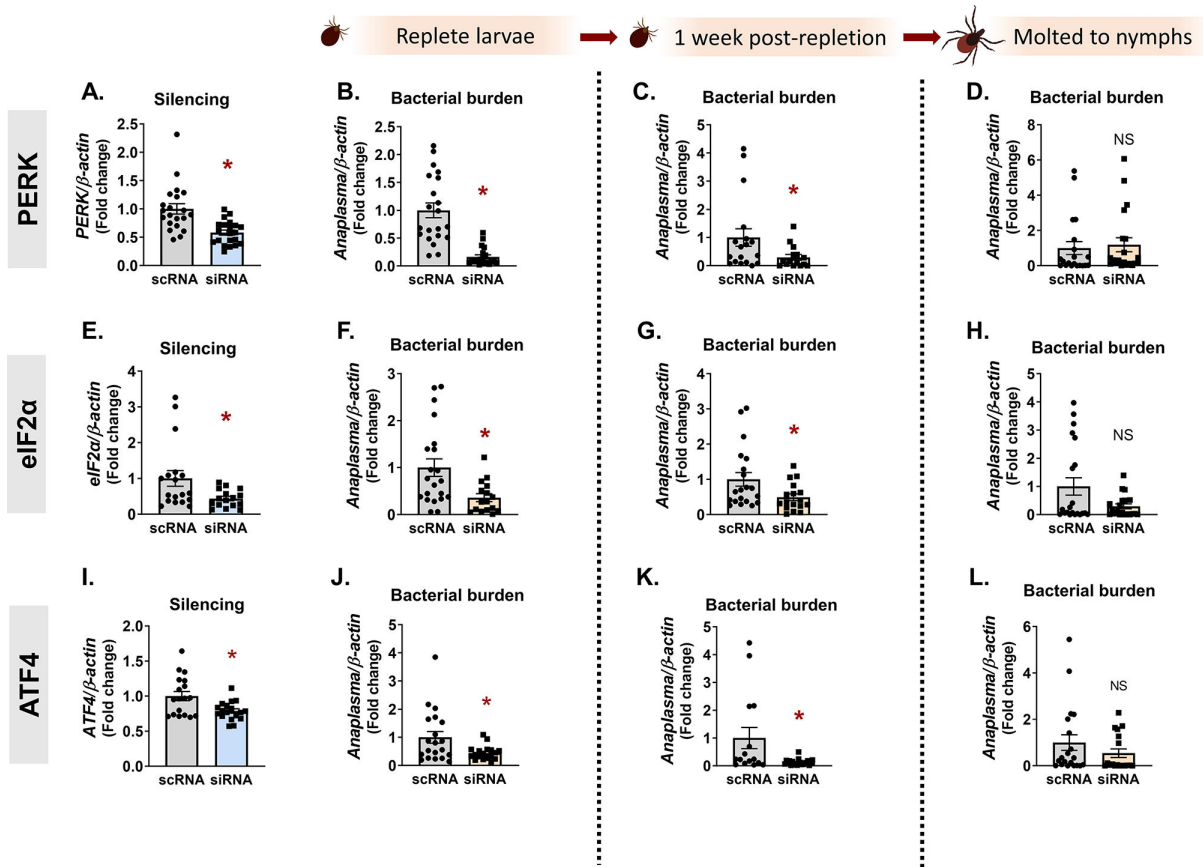 Replete larvae
1 week post-repletion
Molted to nymphs
PERK
A.
Silencing
PERK/β-actin
(Fold change)
2.5
2.0
1.5
1.0
0.5
0.0
*
scRNA siRNA
B.
Bacterial burden
Anaplasma/β-actin
(Fold change)
2.5
2.0
1.5
1.0
0.5
0.0
*
scRNA siRNA
C.
Bacterial burden
Anaplasma/β-actin
(Fold change)
5
4
3
2
1
0
*
scRNA siRNA
D.
Bacterial burden
Anaplasma/β-actin
(Fold change)
8
6
4
2
0
NS
scRNA siRNA
eIF2α
E.
Silencing
eIF2α/β-actin
(Fold change)
4
3
2
1
0
*
scRNA siRNA
F.
Bacterial burden
Anaplasma/β-actin
(Fold change)
3
2
1
0
*
scRNA siRNA
G.
Bacterial burden
Anaplasma/β-actin
(Fold change)
4
3
2
1
0
*
scRNA siRNA
H.
Bacterial burden
Anaplasma/β-actin
(Fold change)
5
4
3
2
1
0
NS
scRNA siRNA
ATF4
I.
Silencing
ATF4/β-actin
(Fold change)
2.0
1.5
1.0
0.5
0.0
*
scRNA siRNA
J.
Bacterial burden
Anaplasma/β-actin
(Fold change)
5
4
3
2
1
0
*
scRNA siRNA
K.
Bacterial burden
Anaplasma/β-actin
(Fold change)
5
4
3
2
1
0
*
scRNA siRNA
L.
Bacterial burden
Anaplasma/β-actin
(Fold change)
6
4
2
0
NS
scRNA siRNA